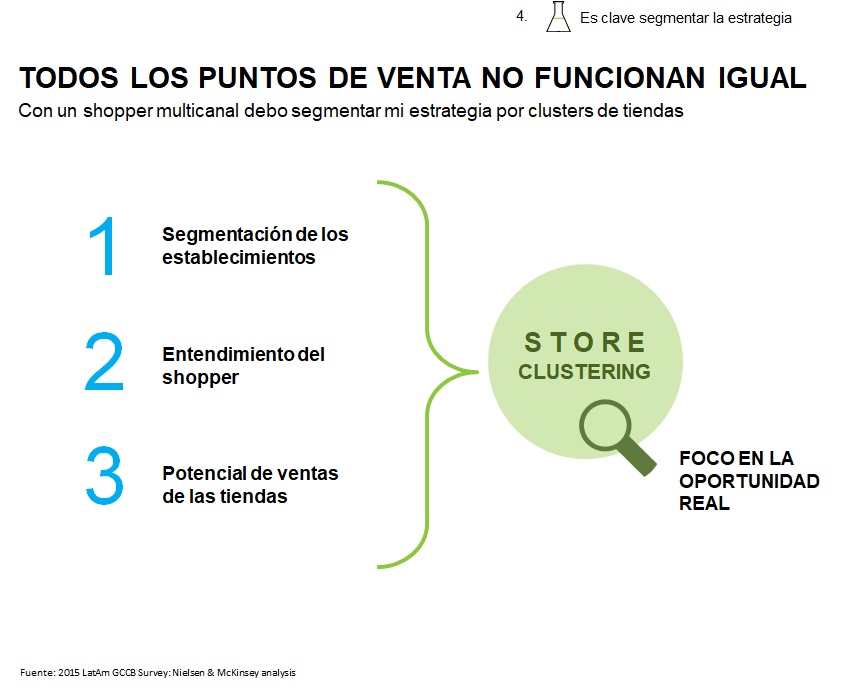 4. Es clave segmentar la estrategia
TODOS LOS PUNTOS DE VENTA NO FUNCIONAN IGUAL
Con un shopper multicanal debo segmentar mi estrategia por clusters de tiendas
1
Segmentación de los
establecimientos
2
Entendimiento del
shopper
3
Potencial de ventas
de las tiendas
STORE
CLUSTERING
FOCO EN LA
OPORTUNIDAD
REAL
Fuente: 2015 LatAm GCCB Survey: Nielsen & McKinsey analysis